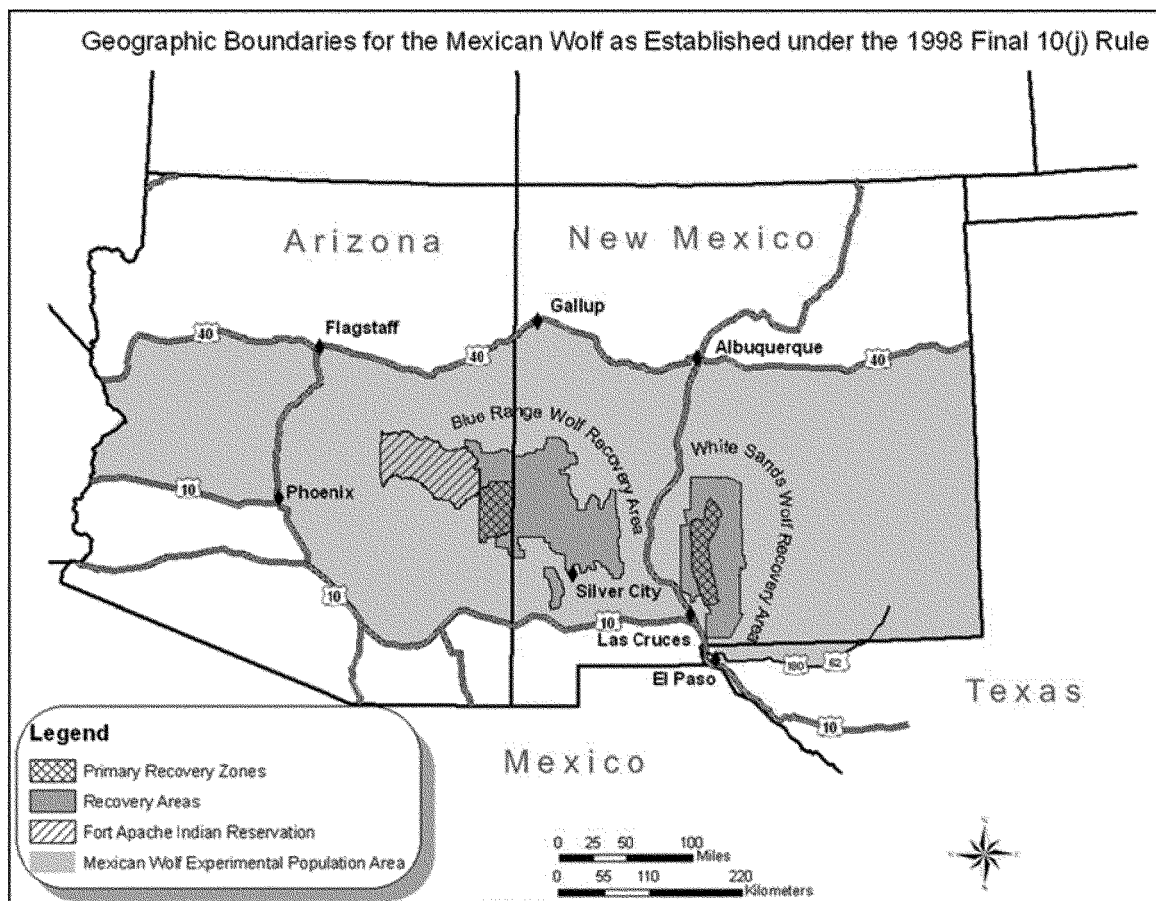 Geographic Boundaries for the Mexican Wolf as Established under the 1998 Final 10(j) Rule
Arizona
New Mexico
Gallup
40
Flagstaff
40
Albuquerque
40
Blue Range Wolf Recovery Area
White Sands Wolf Recovery Area
10
Phoenix
Silver City
10
10
Las Cruces
180
62
El Paso
Texas
10
Mexico
Legend
Primary Recovery Zones
Recovery Areas
Fort Apache Indian Reservation
Mexican Wolf Experimental Population Area
0 25 50 100
Miles
0 55 110 220
Kilometers